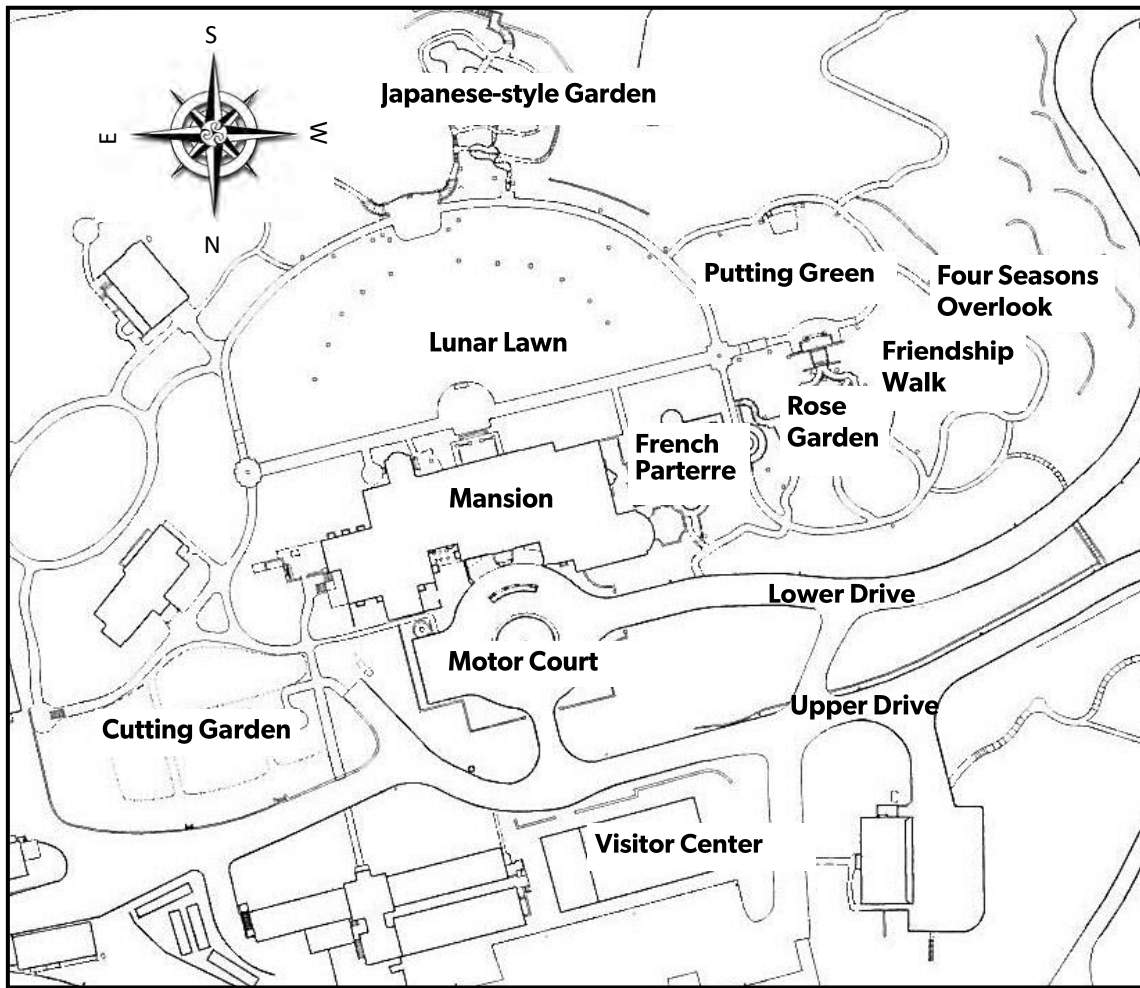 S
Japanese-style Garden
E
W
N
Putting Green
Four Seasons
Overlook
Lunar Lawn
Friendship
Walk
Rose
Garden
French
Parterre
Mansion
Lower Drive
Motor Court
Upper Drive
Cutting Garden
Visitor Center